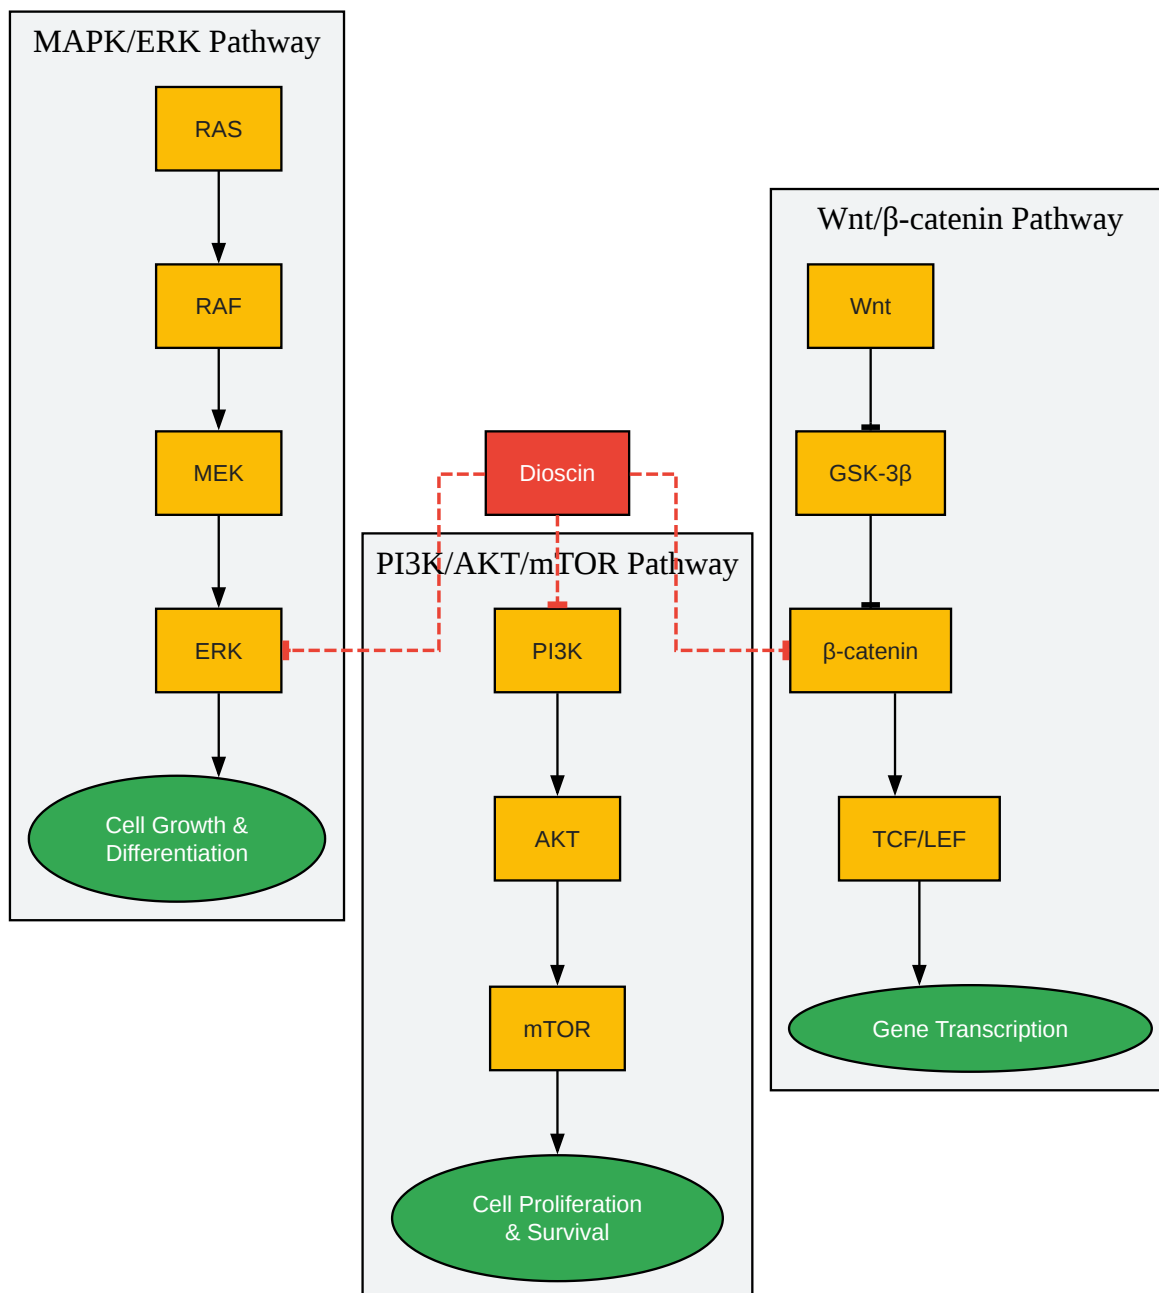 MAPK/ERK Pathway
RAS
RAF
MEK
ERK
Cell Growth &
Differentiation
Dioscin
PI3K/AKT/mTOR Pathway
PI3K
AKT
mTOR
Cell Proliferation
& Survival
Wnt/β-catenin Pathway
Wnt
GSK-3β
β-catenin
TCF/LEF
Gene Transcription